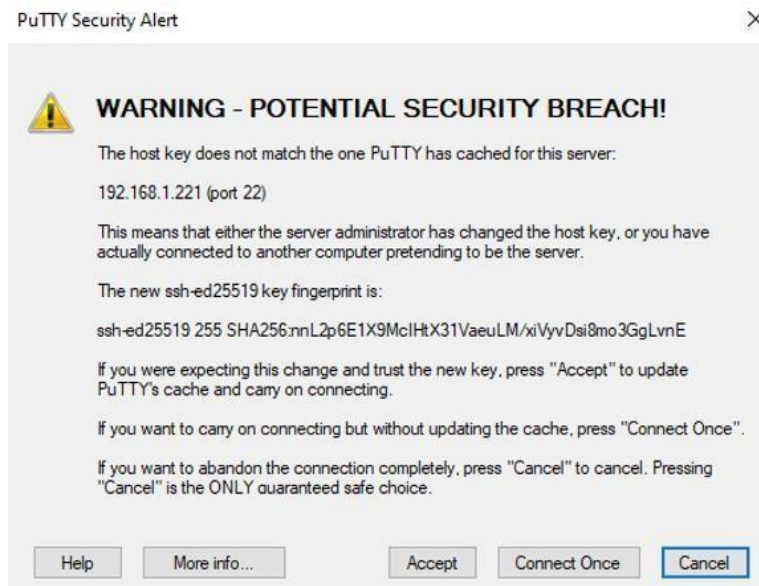 PuTTY Security Alert
WARNING - POTENTIAL SECURITY BREACH!
The host key does not match the one PuTTY has cached for this server:
192.168.1.221 (port 22)
This means that either the server administrator has changed the host key, or you have
actually connected to another computer pretending to be the server.
The new ssh-ed25519 key fingerprint is:
ssh-ed25519 255 SHA256:nnL2p6E1X9McIHtX31VaeuLM/xiVyvDsi8mo3GgLvnE
If you were expecting this change and trust the new key, press "Accept" to update
PuTTY's cache and carry on connecting.
If you want to carry on connecting but without updating the cache, press "Connect Once".
If you want to abandon the connection completely, press "Cancel" to cancel. Pressing
"Cancel" is the ONLY guaranteed safe choice.
Help More info... Accept Connect Once Cancel